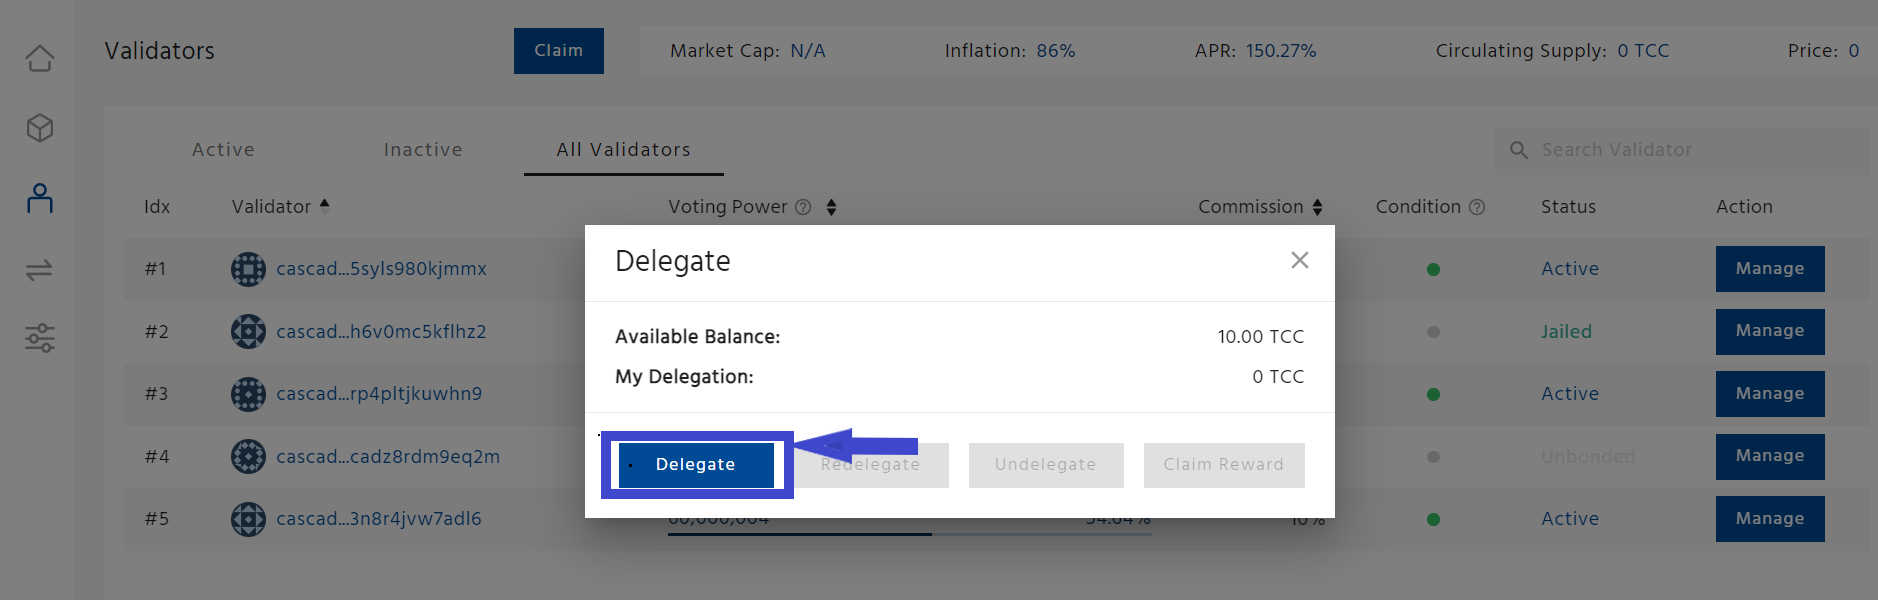 Validators Claim Market Cap: N/A Inflation: 86% APR: 150.27% Circulating Supply: 0 TCC Price: 0
Active Inactive All Validators Search Validator
Idx Validator Voting Power Commission Condition Status Action
#1 cascad...5syls980kjmmx Active Manage
#2 cascad...h6v0mc5kflhz2 Jailed Manage
#3 cascad...rp4pltjkuwhn9 Active Manage
#4 cascad...cadz8rdm9eq2m Unbonded Manage
#5 cascad...3n8r4jvw7adl6 60,000,004 54.64% 10% Active Manage
Delegate
Available Balance: 10.00 TCC
My Delegation: 0 TCC
Delegate Redelegate Undelegate Claim Reward